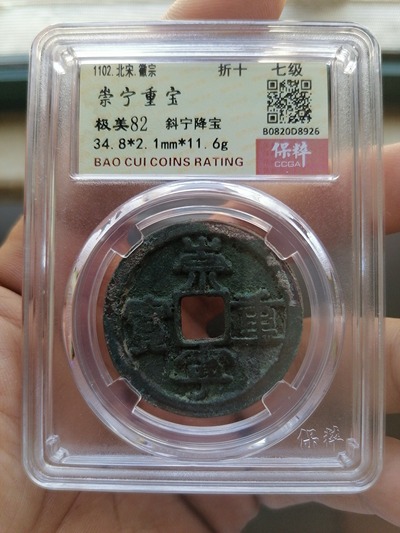 1102.北宋.徽宗 折十 七级
崇宁重宝
极美82 斜宁降宝
34.8*2.1mm*11.6g
BAO CUI COINS RATING
B0820D8926
保粹
CCGA
崇
寳 重
寧
保粹